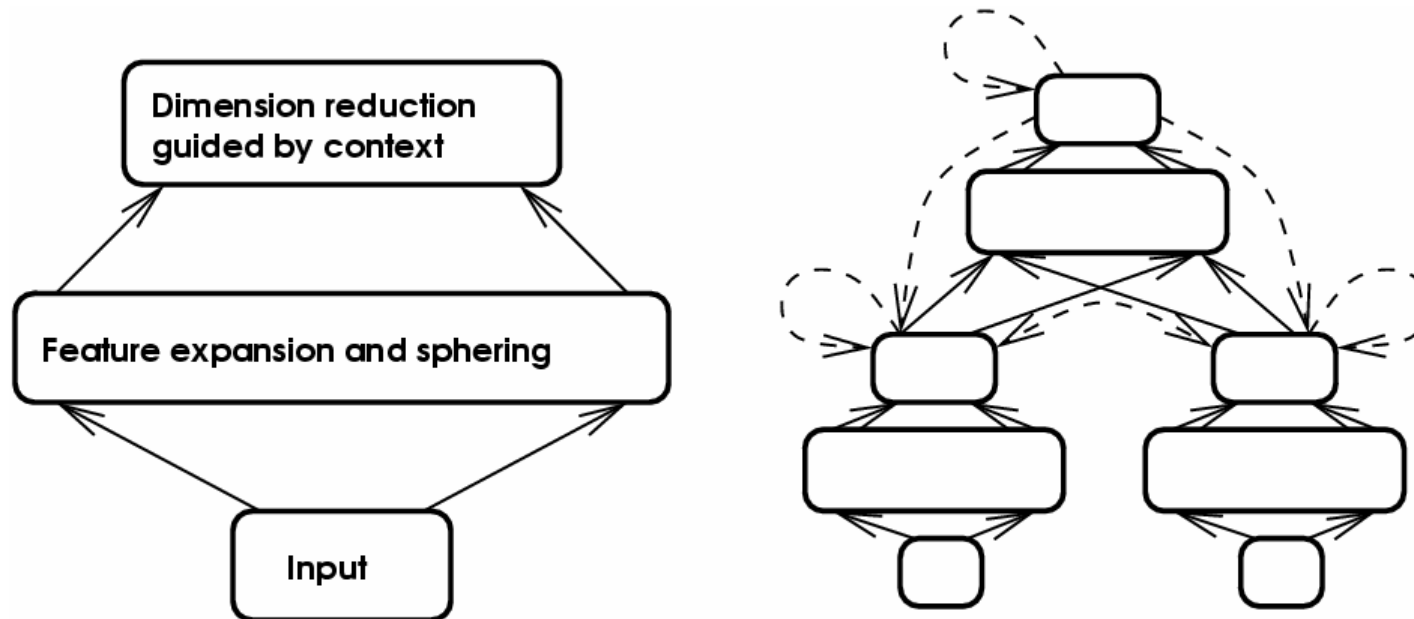 Dimension reduction
guided by context
Feature expansion and sphering
Input